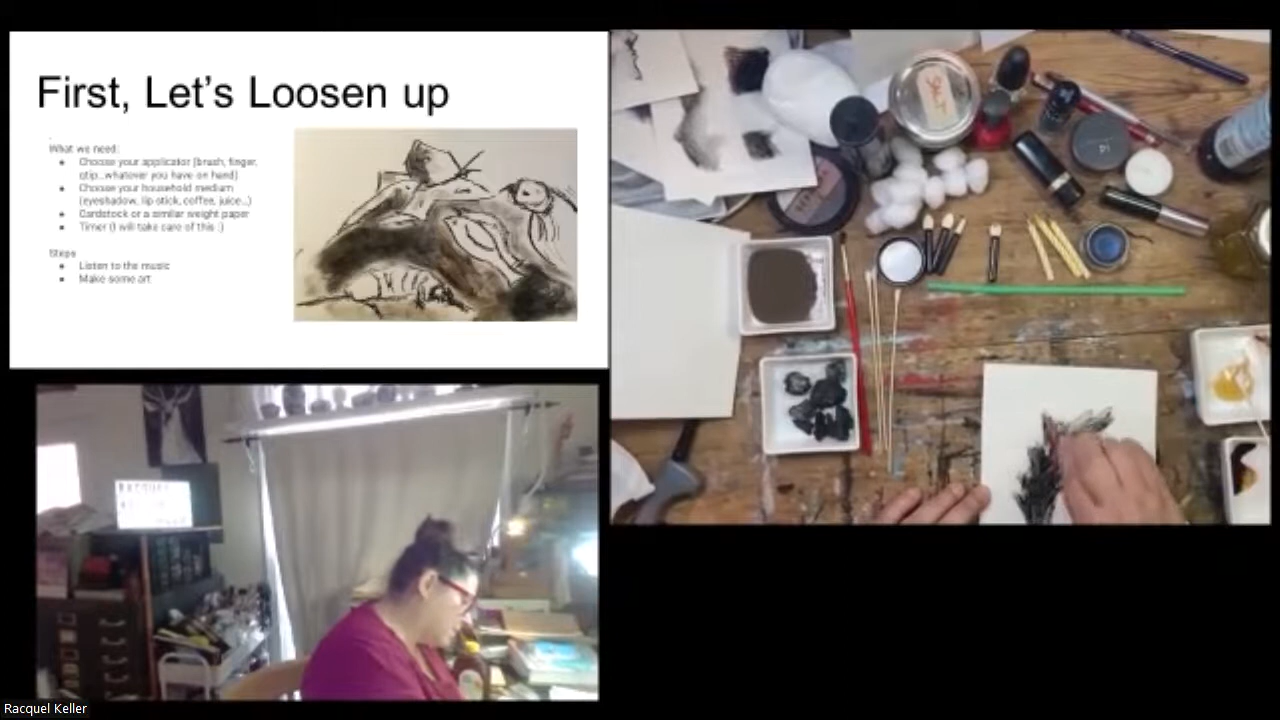 First, Let's Loosen up
What we need:
● Choose your applicator (brush, finger,
qtip...whatever you have on hand)
● Choose your household medium
(eyeshadow, lip stick, coffee, juice...)
● Cardstock or a similar weight paper
● Timer (I will take care of this :)
Steps
● Listen to the music
● Make some art
SALT
RACQUEL
Racquel Keller